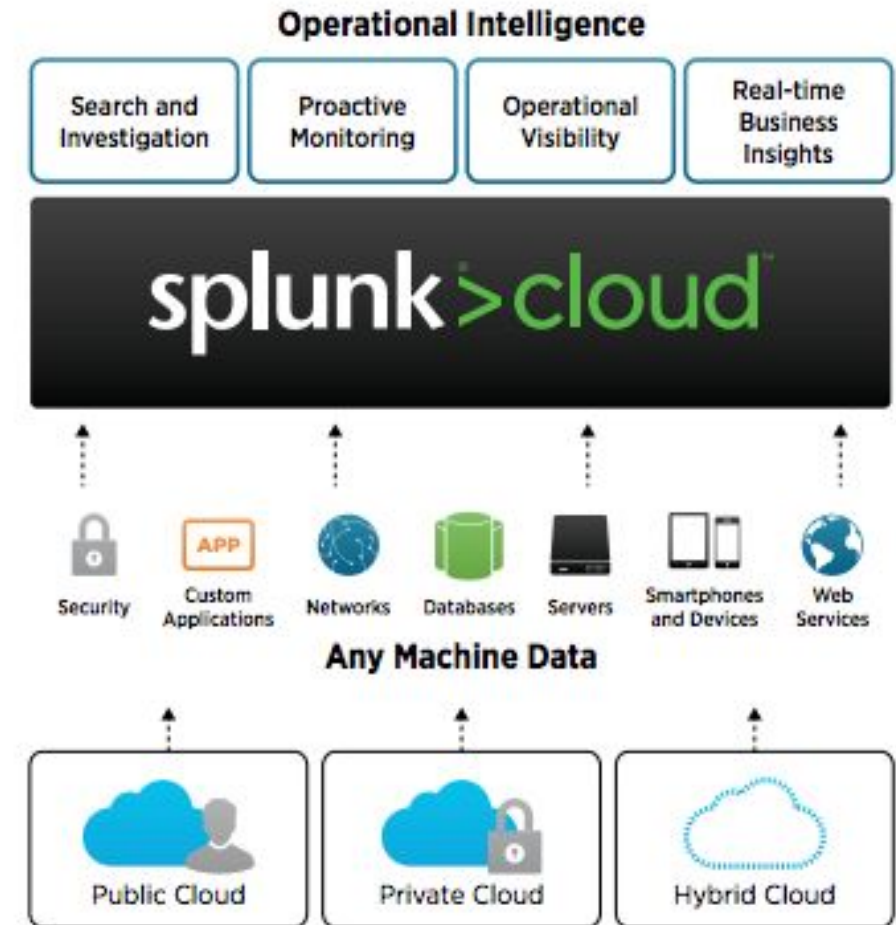 Operational Intelligence
Search and
Investigation
Proactive
Monitoring
Operational
Visibility
Real-time
Business
Insights
splunk>cloud™
Security
APP
Custom
Applications
Networks
Databases
Servers
Smartphones
and Devices
Web
Services
Any Machine Data
Public Cloud
Private Cloud
Hybrid Cloud